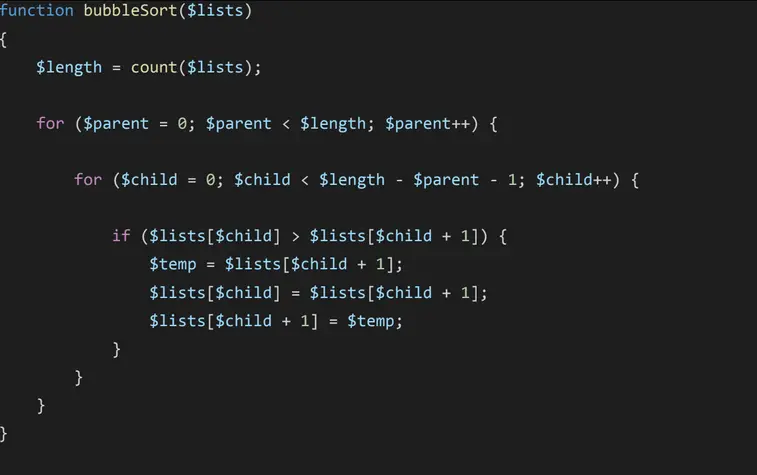 function bubbleSort($lists)
{
    $length = count($lists);
    for ($parent = 0; $parent < $length; $parent++) {
        for ($child = 0; $child < $length - $parent - 1; $child++) {
            if ($lists[$child] > $lists[$child + 1]) {
                $temp = $lists[$child + 1];
                $lists[$child] = $lists[$child + 1];
                $lists[$child + 1] = $temp;
            }
        }
    }
}